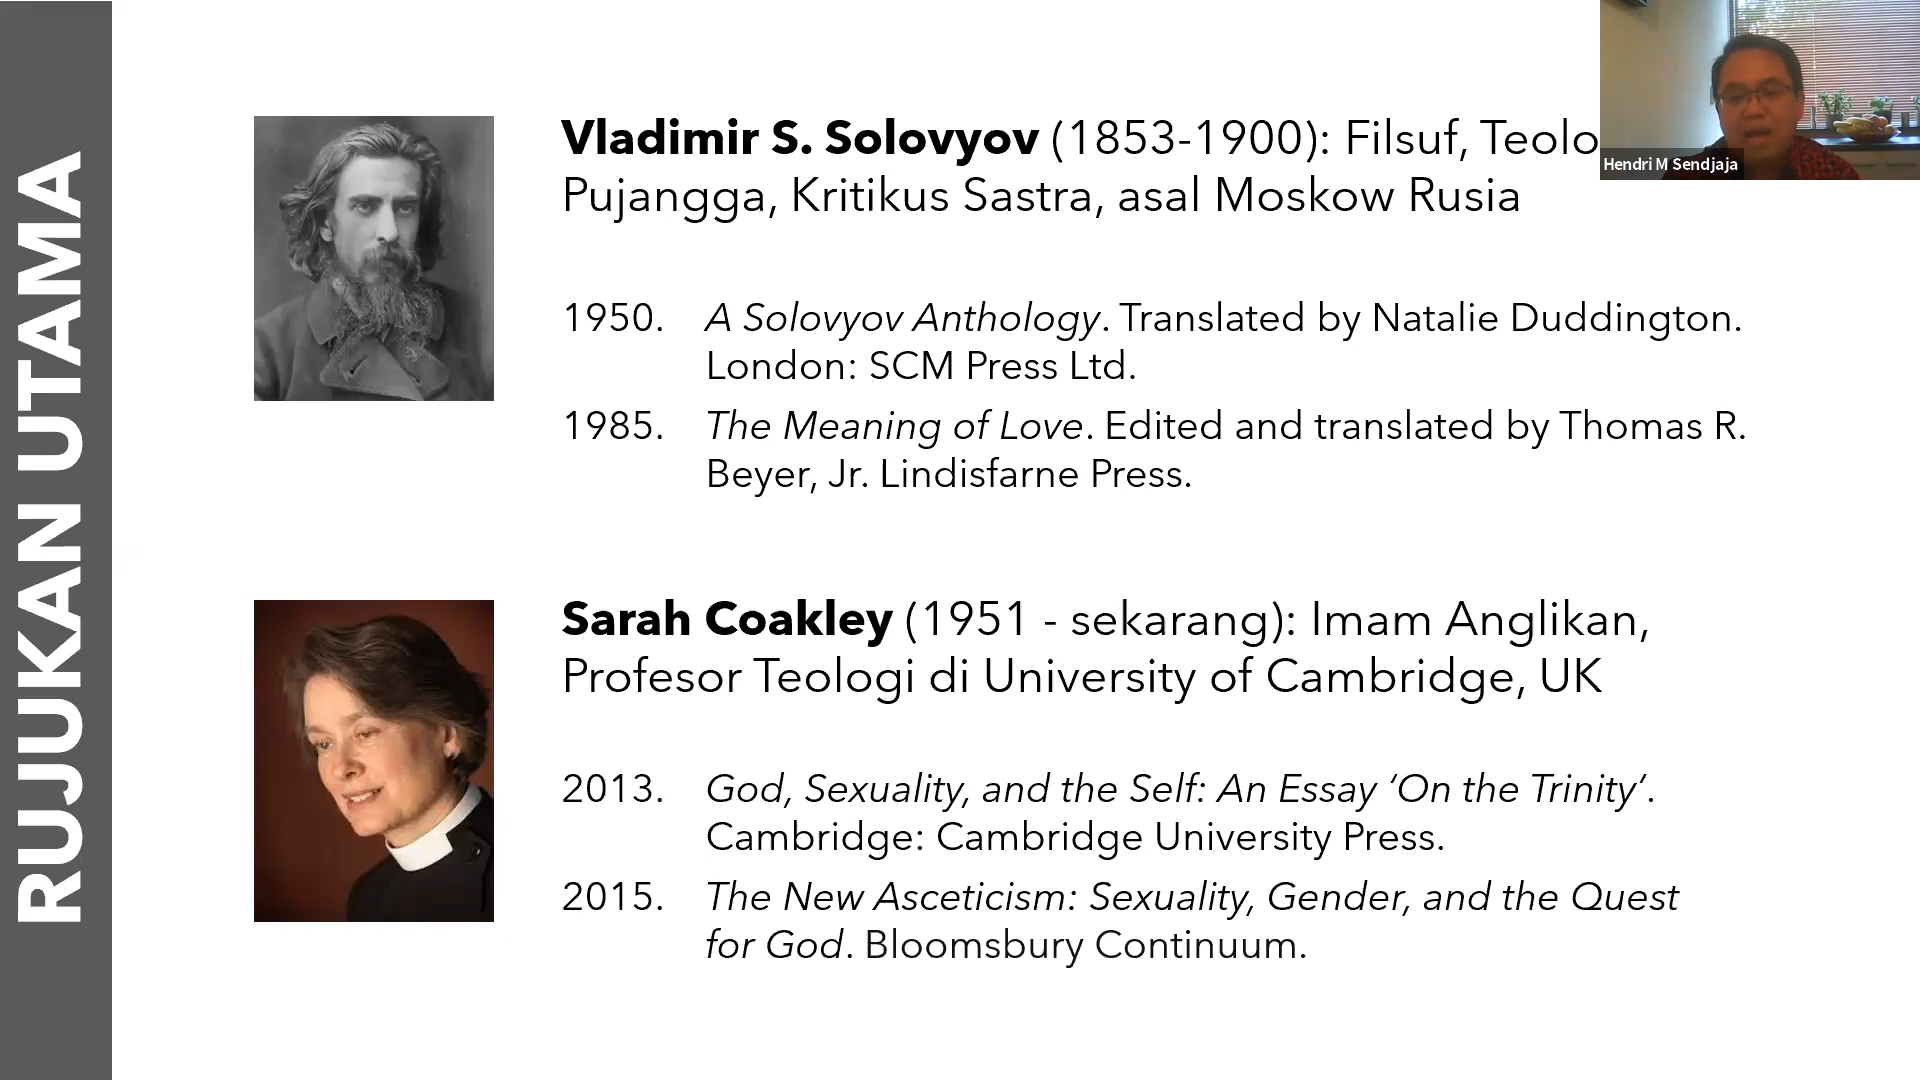 RUJUKAN UTAMA
Vladimir S. Solovyov (1853-1900): Filsuf, Teolo
Pujangga, Kritikus Sastra, asal Moskow Rusia
1950. A Solovyov Anthology. Translated by Natalie Duddington.
London: SCM Press Ltd.
1985. The Meaning of Love. Edited and translated by Thomas R.
Beyer, Jr. Lindisfarne Press.
Sarah Coakley (1951 - sekarang): Imam Anglikan,
Profesor Teologi di University of Cambridge, UK
2013. God, Sexuality, and the Self: An Essay ‘On the Trinity’.
Cambridge: Cambridge University Press.
2015. The New Asceticism: Sexuality, Gender, and the Quest
for God. Bloomsbury Continuum.
Hendri M Sendjaja